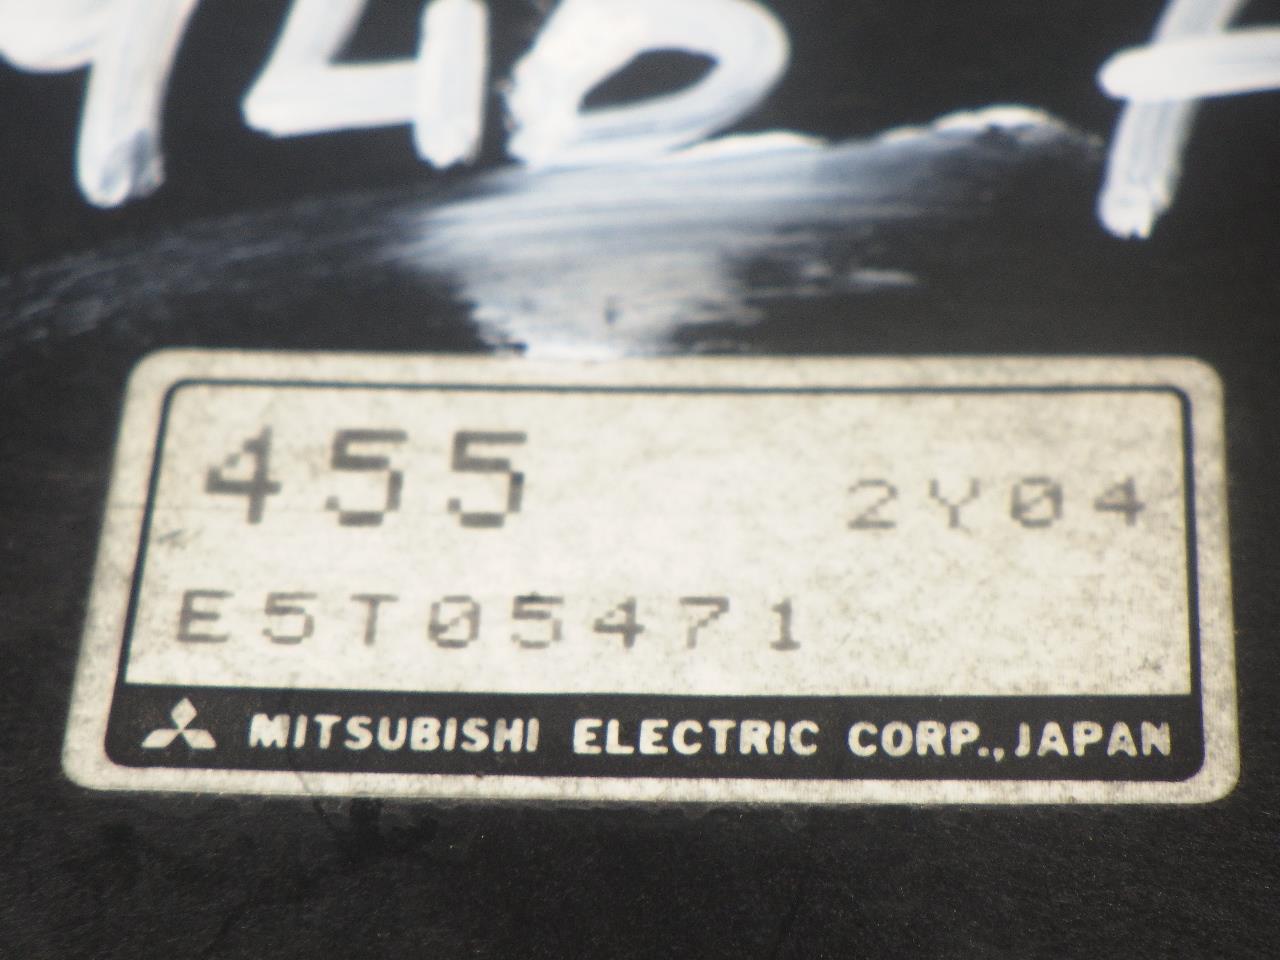 455 2Y04
E5T05471
MITSUBISHI ELECTRIC CORP., JAPAN